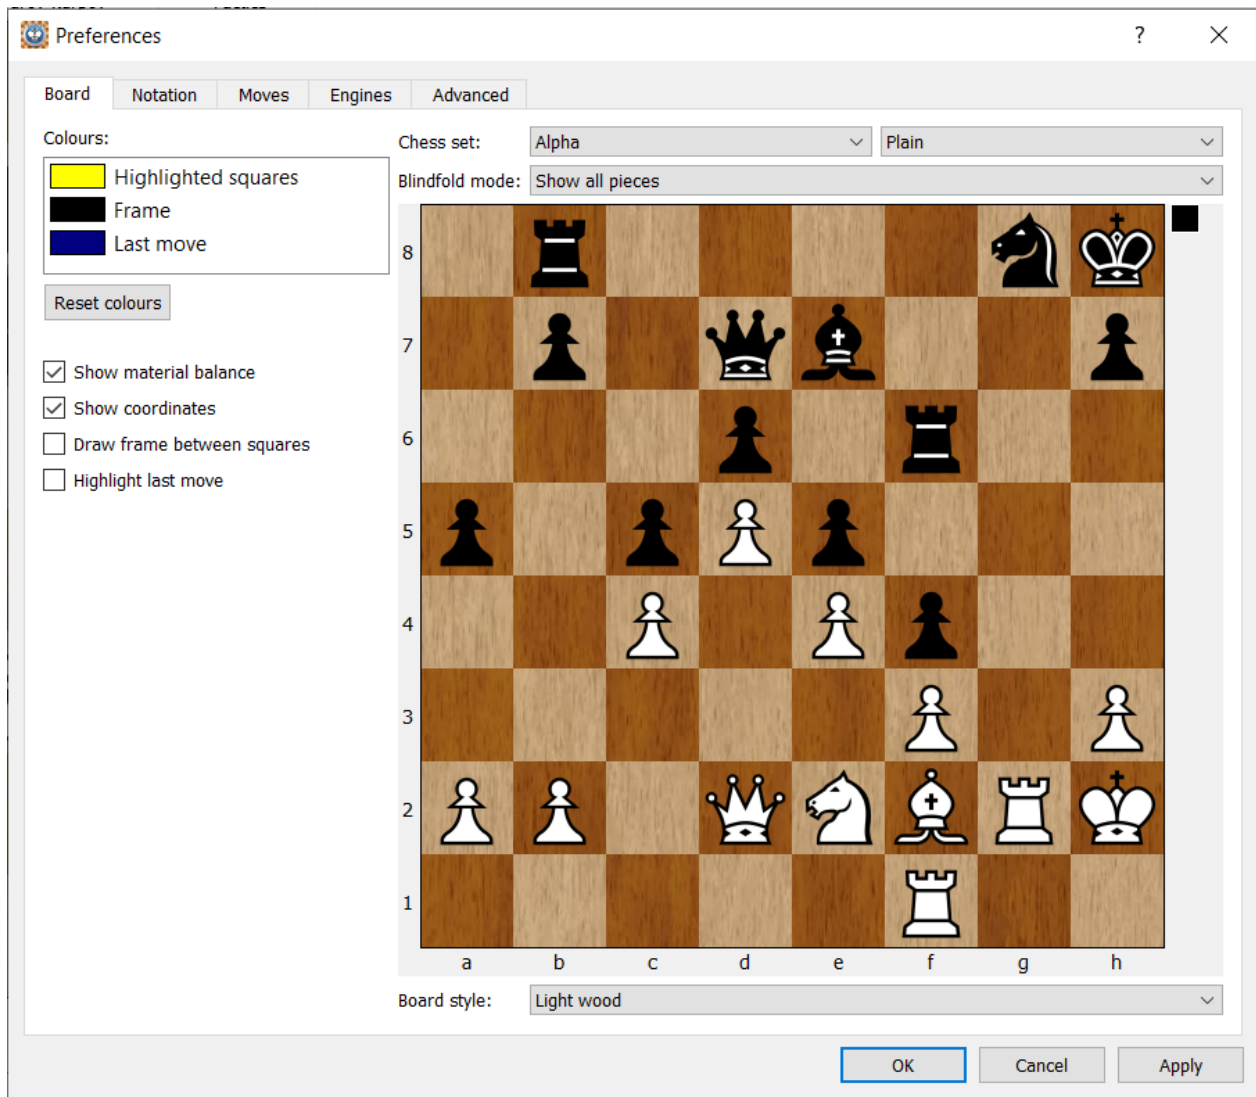 Preferences
?
Board Notation Moves Engines Advanced
Colours:
Highlighted squares
Frame
Last move
Reset colours
Show material balance
Show coordinates
Draw frame between squares
Highlight last move
Chess set: Alpha Plain
Blindfold mode: Show all pieces
8
7
6
5
4
3
2
1
a b c d e f g h
Board style: Light wood
OK Cancel Apply